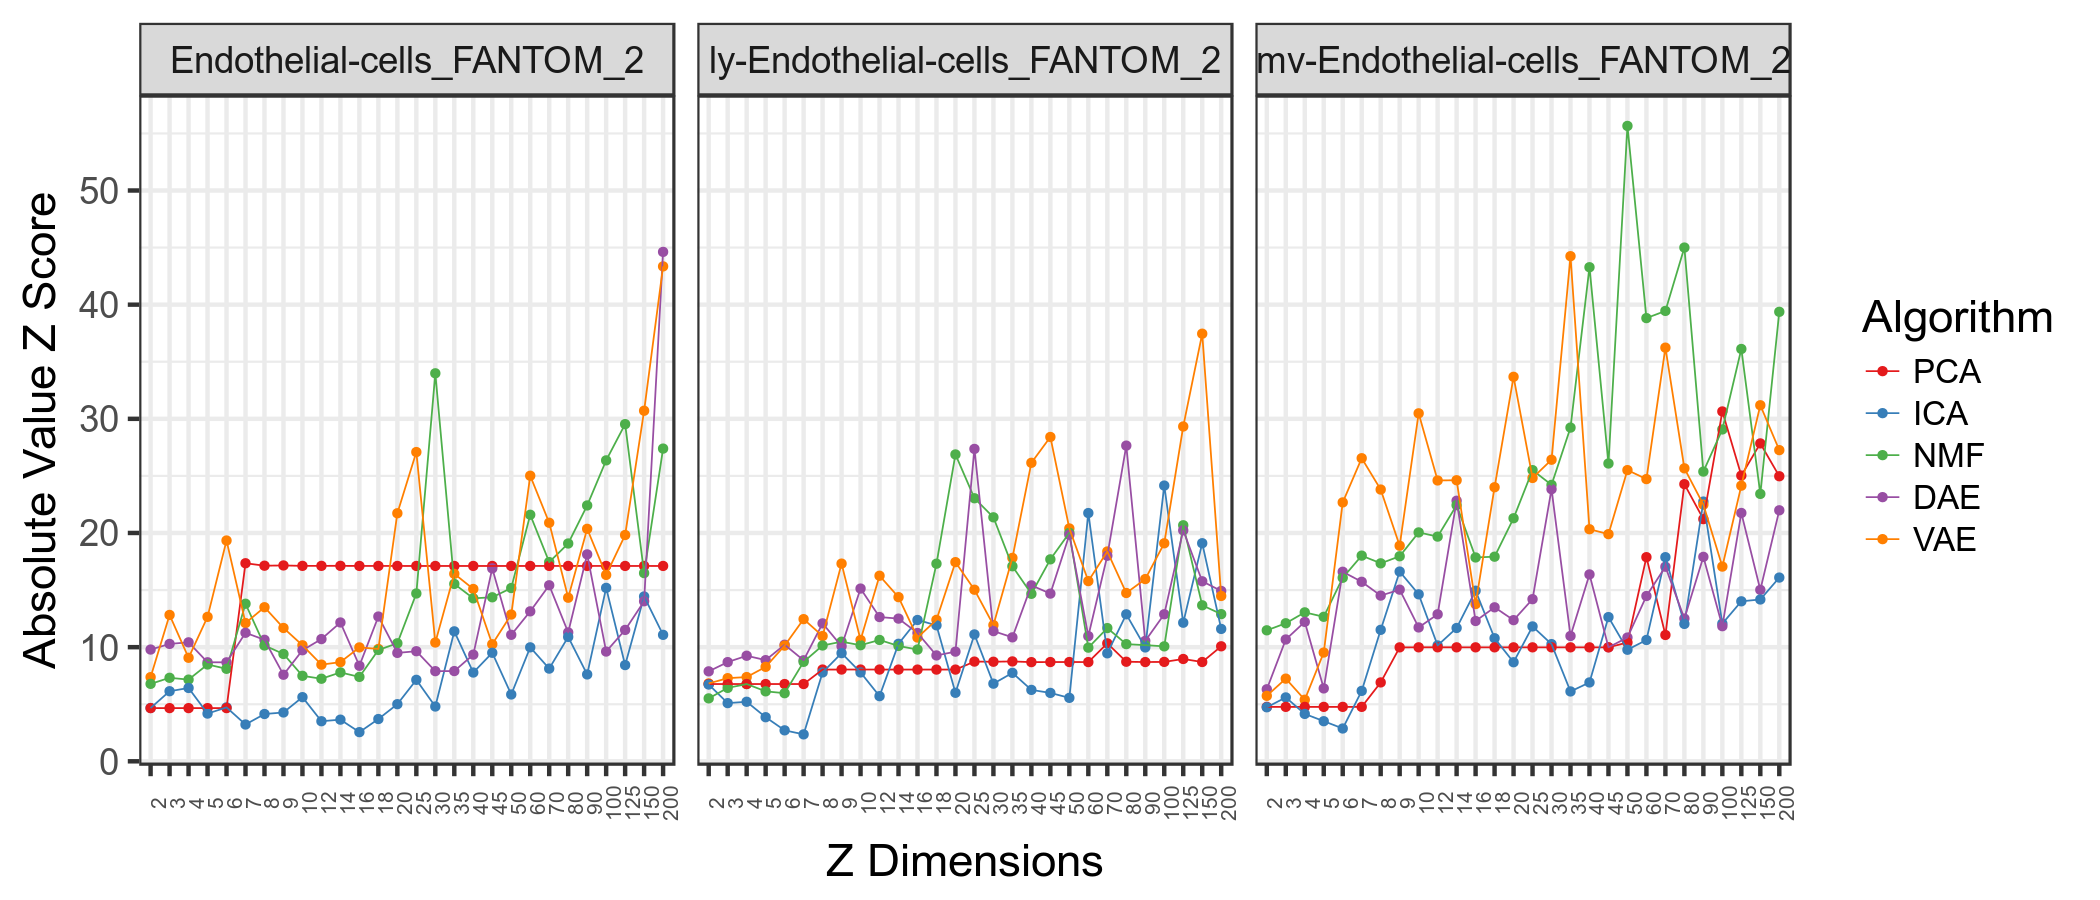 Endothelial-cells_FANTOM_2 ly-Endothelial-cells_FANTOM_2 mv-Endothelial-cells_FANTOM_2
Absolute Value Z Score
50
40
30
20
10
0
2 3 4 5 6 7 8 9 10 12 14 16 18 20 25 30 35 40 45 50 60 70 80 90 100 125 150 200
2 3 4 5 6 7 8 9 10 12 14 16 18 20 25 30 35 40 45 50 60 70 80 90 100 125 150 200
2 3 4 5 6 7 8 9 10 12 14 16 18 20 25 30 35 40 45 50 60 70 80 90 100 125 150 200
Z Dimensions
Algorithm
PCA
ICA
NMF
DAE
VAE